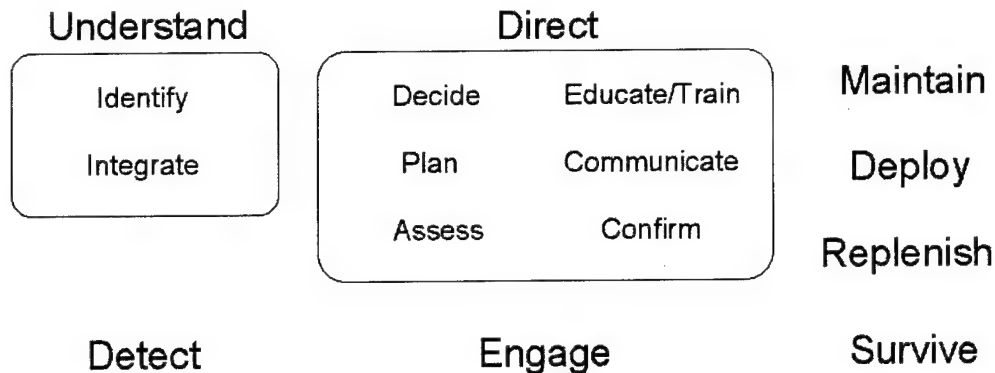 Understand
Identify
Integrate
Direct
Decide Educate/Train
Plan Communicate
Assess Confirm
Maintain
Deploy
Replenish
Detect
Engage
Survive